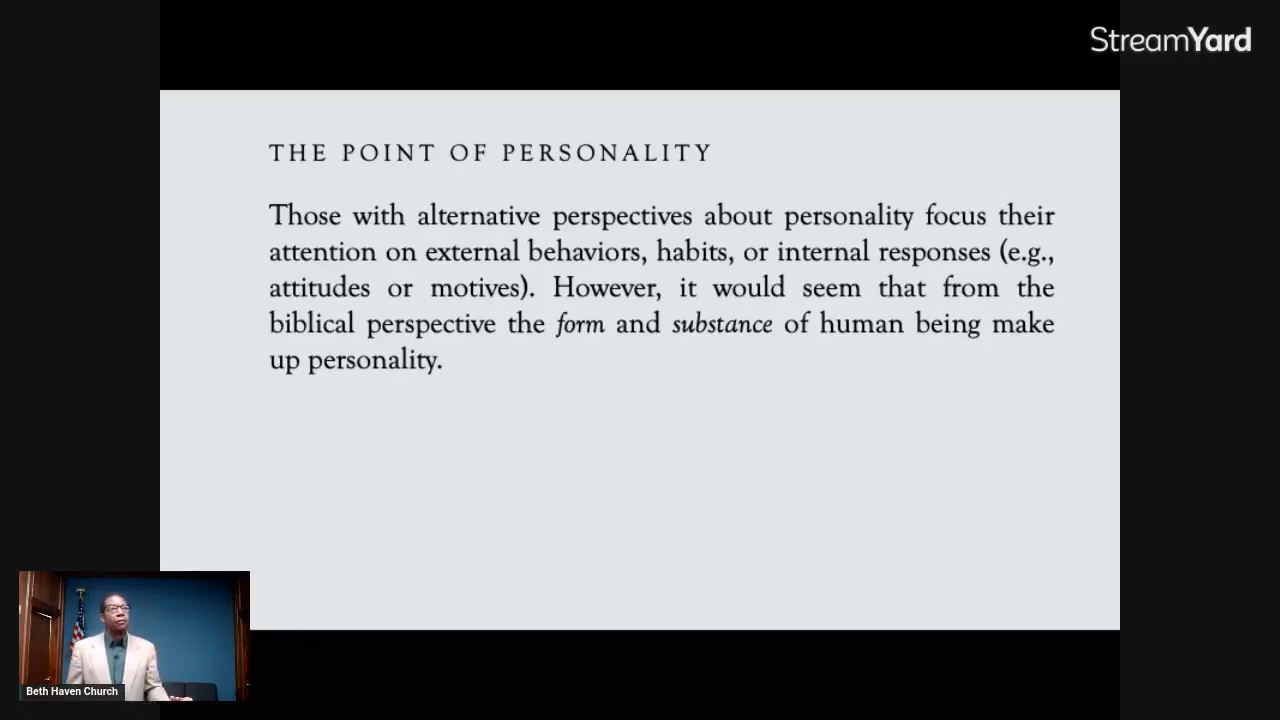 StreamYard
THE POINT OF PERSONALITY
Those with alternative perspectives about personality focus their
attention on external behaviors, habits, or internal responses (e.g.,
attitudes or motives). However, it would seem that from the
biblical perspective the form and substance of human being make
up personality.
Beth Haven Church